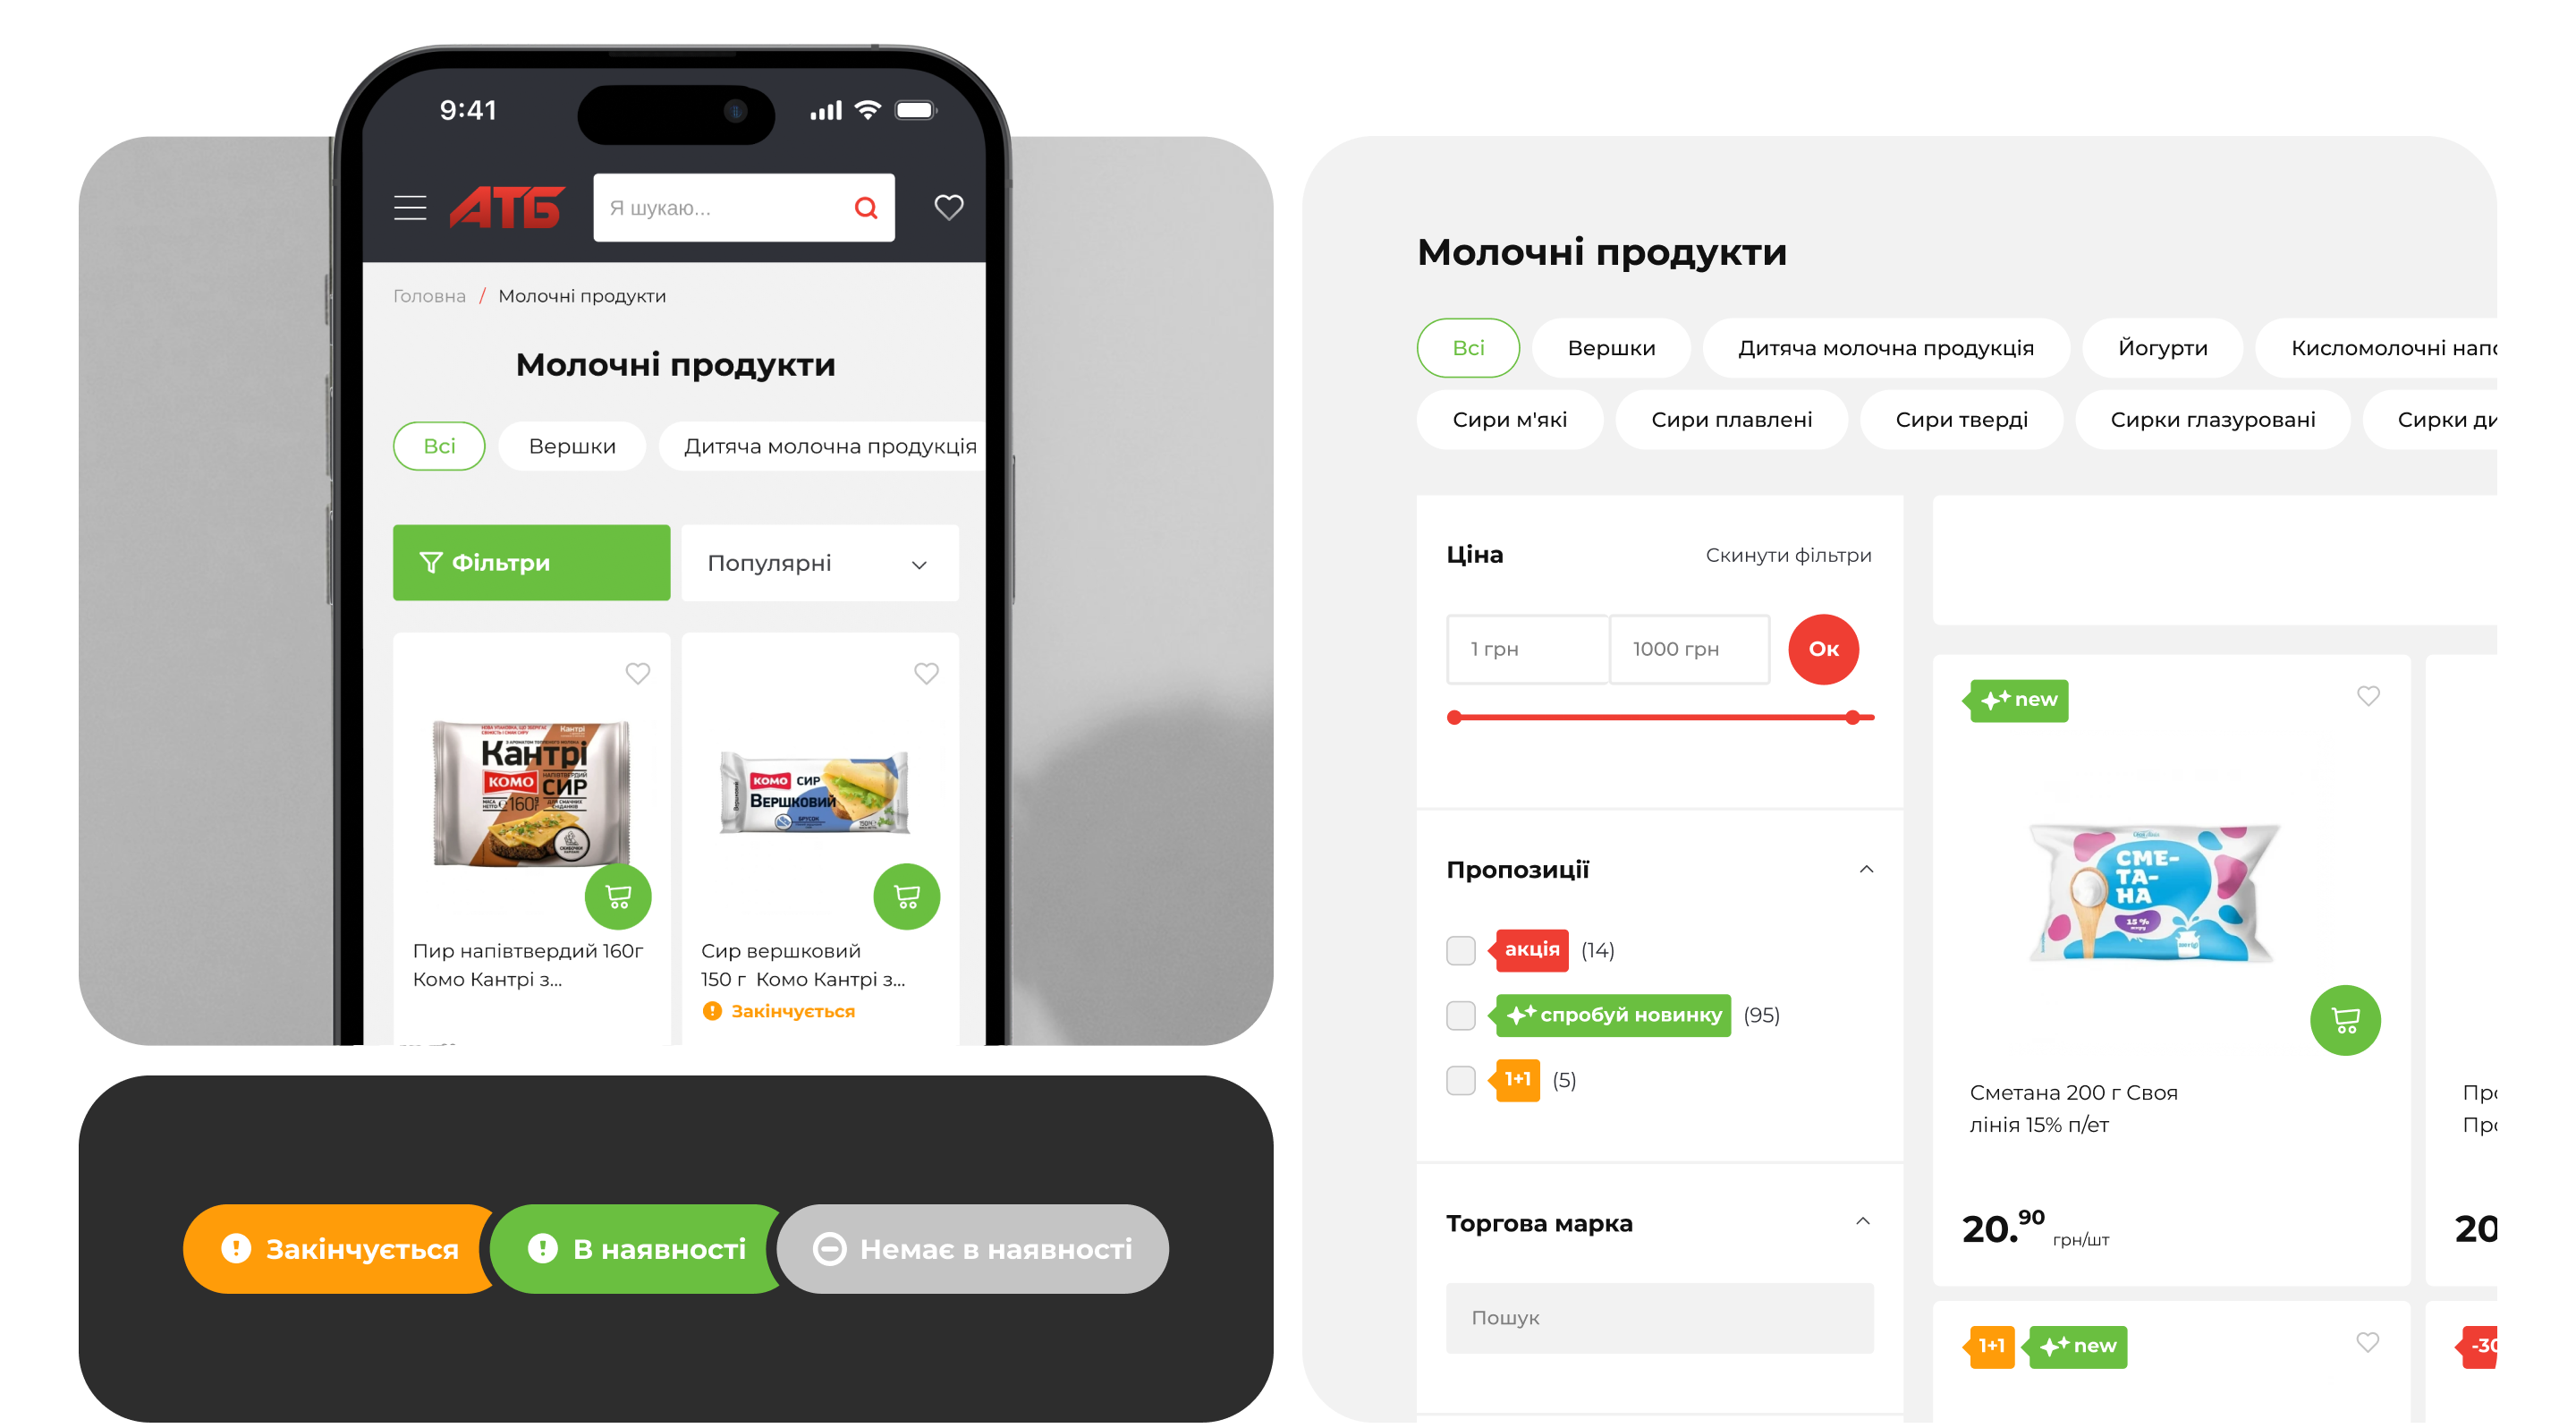 9:41
АТБ
Я шукаю...
Головна / Молочні продукти
Молочні продукти
Всі
Вершки
Дитяча молочна продукція
Фільтри
Популярні
Кантрі
КОМО
СИР
160г
КОМО СИР
Вершковий
БРУСОК
Пир напівтвердий 160г
Комо Кантрі з...
Сир вершковий
150 г Комо Кантрі з...
Закінчується
Закінчується
В наявності
Немає в наявності
Молочні продукти
Всі
Вершки
Дитяча молочна продукція
Йогурти
Кисломолочні напо
Сири м'які
Сири плавлені
Сири тверді
Сирки глазуровані
Сирки ди
Ціна
Скинути фільтри
1 грн
1000 грн
Ок
Пропозиції
акція (14)
спробуй новинку (95)
1+1 (5)
Торгова марка
Пошук
new
СМЕ-
ТА-
НА
15 %
Сметана 200 г Своя
лінія 15% п/ет
20.90 грн/шт
Про
Про
20
1+1
new
-30